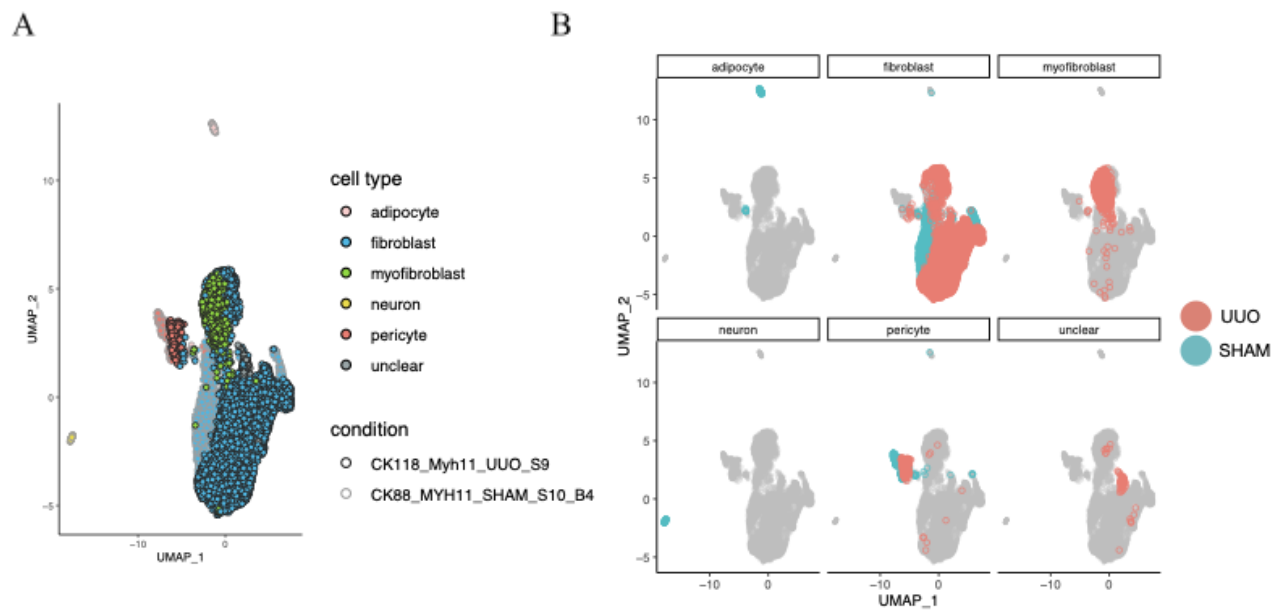 A
B
10
5
0
−5
−10
0
UMAP_2
UMAP_1
cell type
adipocyte
fibroblast
myofibroblast
neuron
pericyte
unclear
condition
CK118_Myh11_UUO_S9
CK88_MYH11_SHAM_S10_B4
adipocyte
fibroblast
myofibroblast
10
5
0
−5
neuron
pericyte
unclear
10
5
0
−5
−10
0
−10
0
−10
0
UMAP_2
UMAP_1
UUO
SHAM